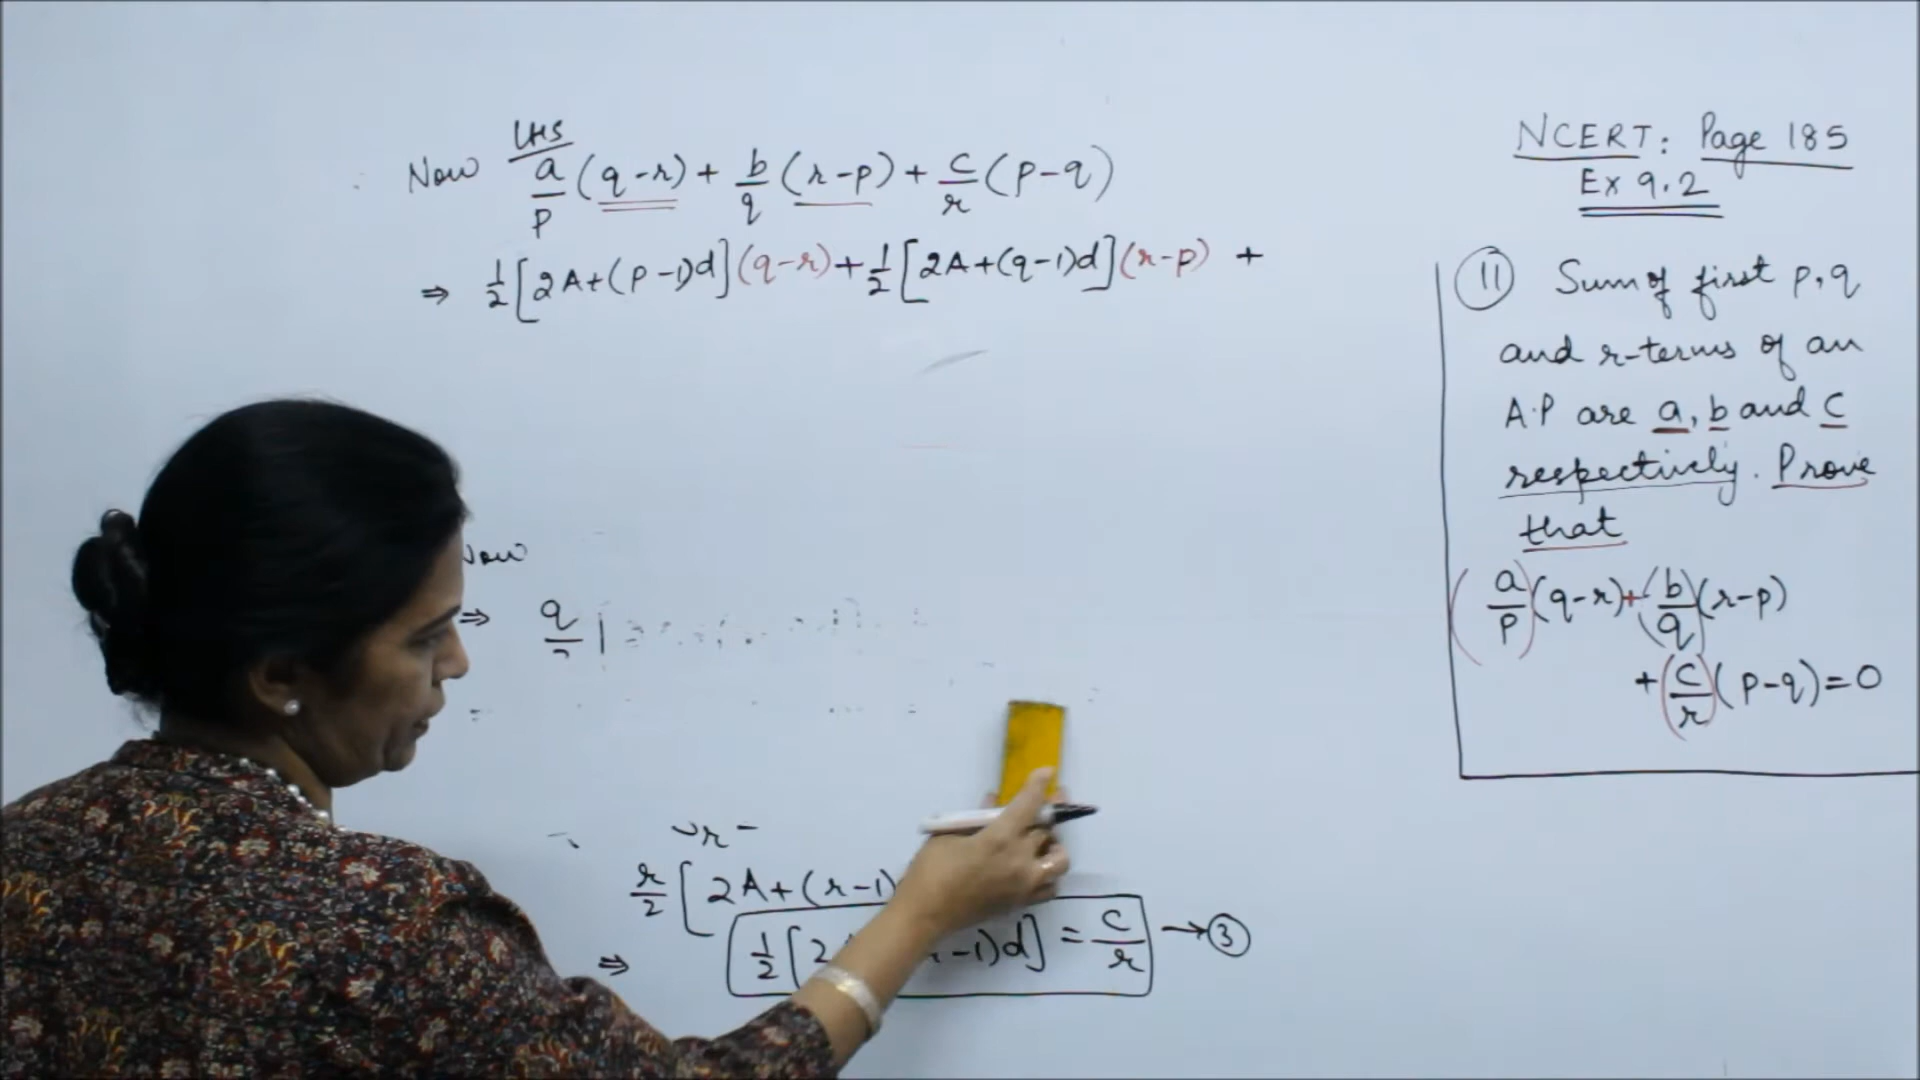 Now LHS
a/p (q-r) + b/q (r-p) + c/r (p-q)
⇒ 1/2 [2A+(p-1)d] (q-r) + 1/2 [2A+(q-1)d] (r-p) +
Now
⇒ q
r/2 [2A+(r-1)
⇒ 1/2 [2 -1)d] = c/r → ③
NCERT: Page 185
Ex 9.2
⑪ Sum of first p, q
and r-terms of an
A.P are a, b and c
respectively. Prove
that
(a/p)(q-r)+(b/q)(r-p)
+(c/r)(p-q)=0